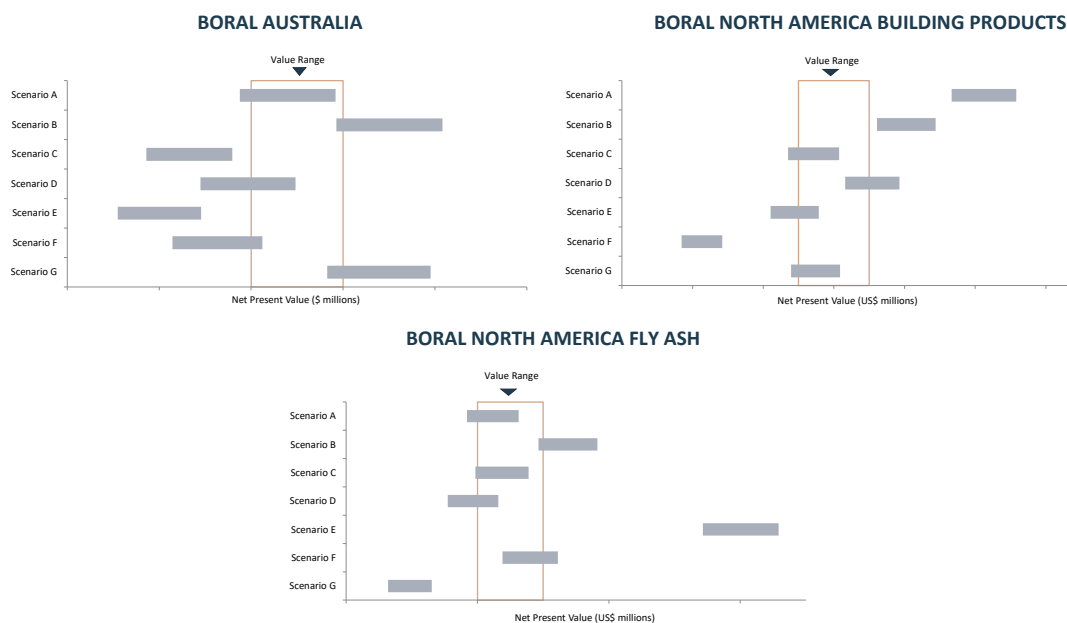 BORAL AUSTRALIA
Value Range
Scenario A
Scenario B
Scenario C
Scenario D
Scenario E
Scenario F
Scenario G
Net Present Value ($ millions)
BORAL NORTH AMERICA BUILDING PRODUCTS
Value Range
Scenario A
Scenario B
Scenario C
Scenario D
Scenario E
Scenario F
Scenario G
Net Present Value (US$ millions)
BORAL NORTH AMERICA FLY ASH
Value Range
Scenario A
Scenario B
Scenario C
Scenario D
Scenario E
Scenario F
Scenario G
Net Present Value (US$ millions)